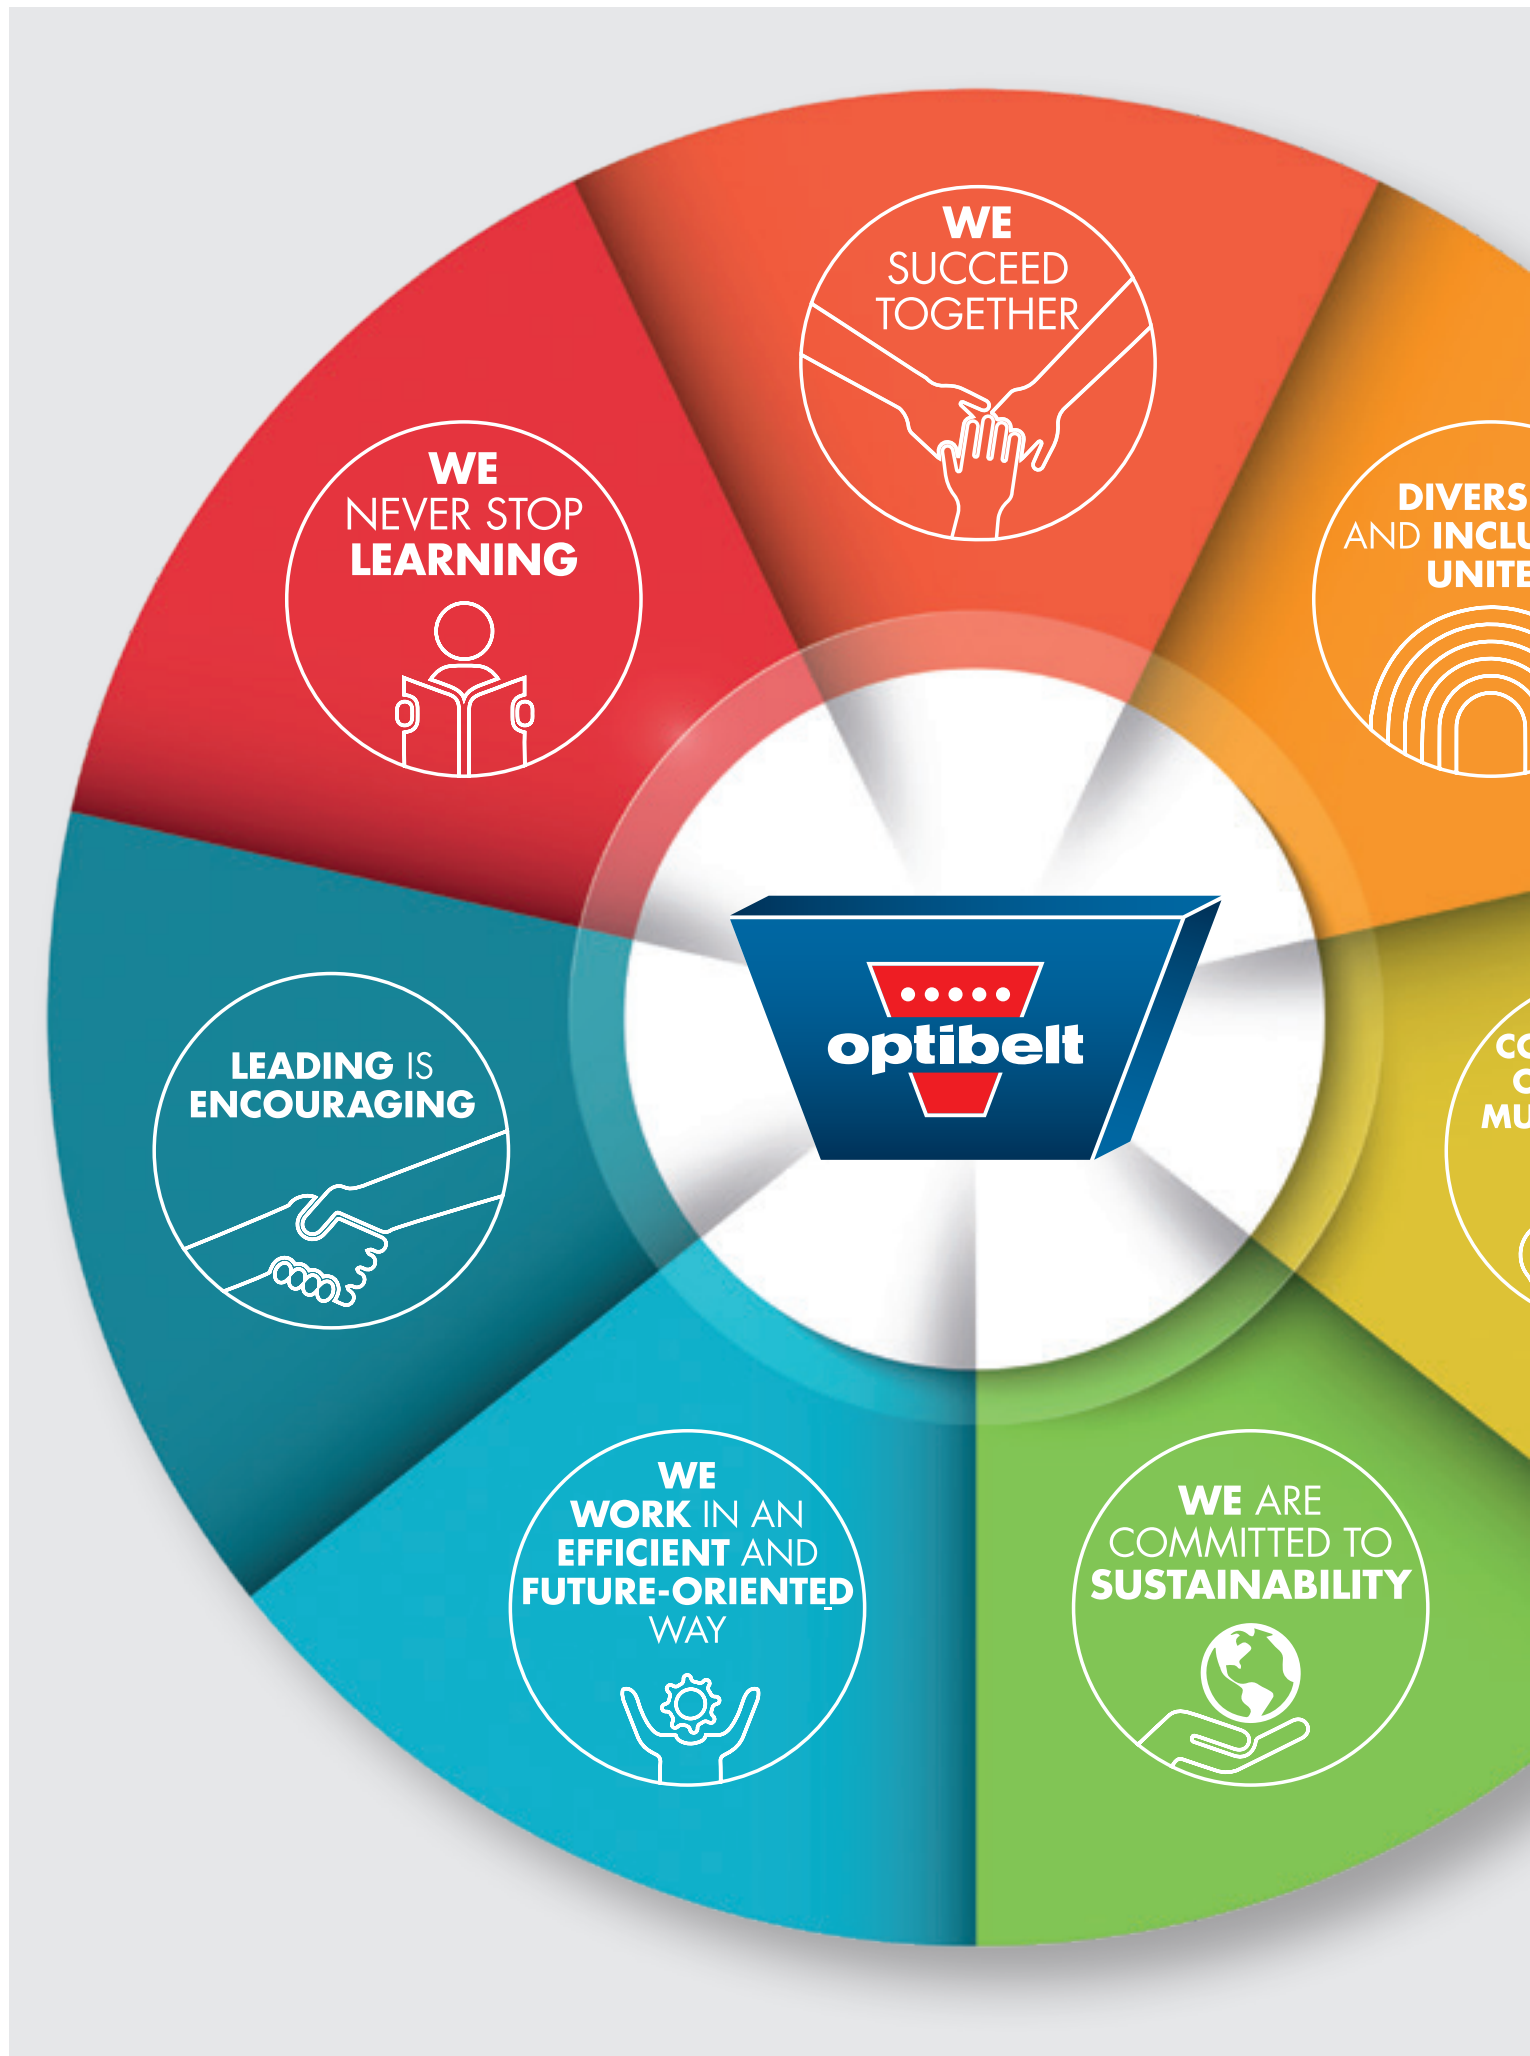 WE
SUCCEED
TOGETHER
WE
NEVER STOP
LEARNING
AND
optibelt
LEADING IS
ENCOURAGING
WE
WORK IN AN
EFFICIENT AND
FUTURE-ORIENTED
WAY
WE ARE
COMMITTED TO
SUSTAINABILITY